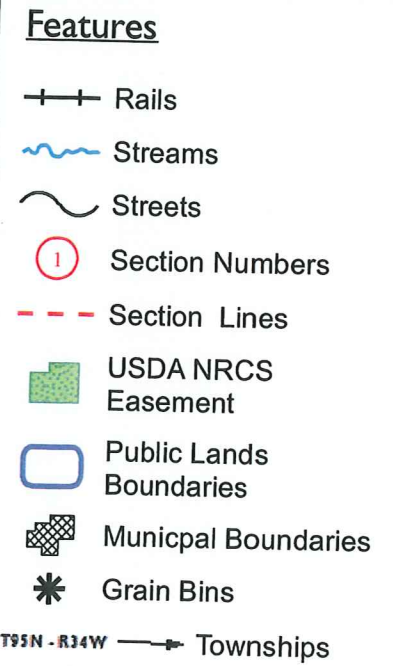 Features
Rails
Streams
Streets
1 Section Numbers
Section Lines
USDA NRCS
Easement
Public Lands
Boundaries
Municpal Boundaries
Grain Bins
T95N - R34W Townships